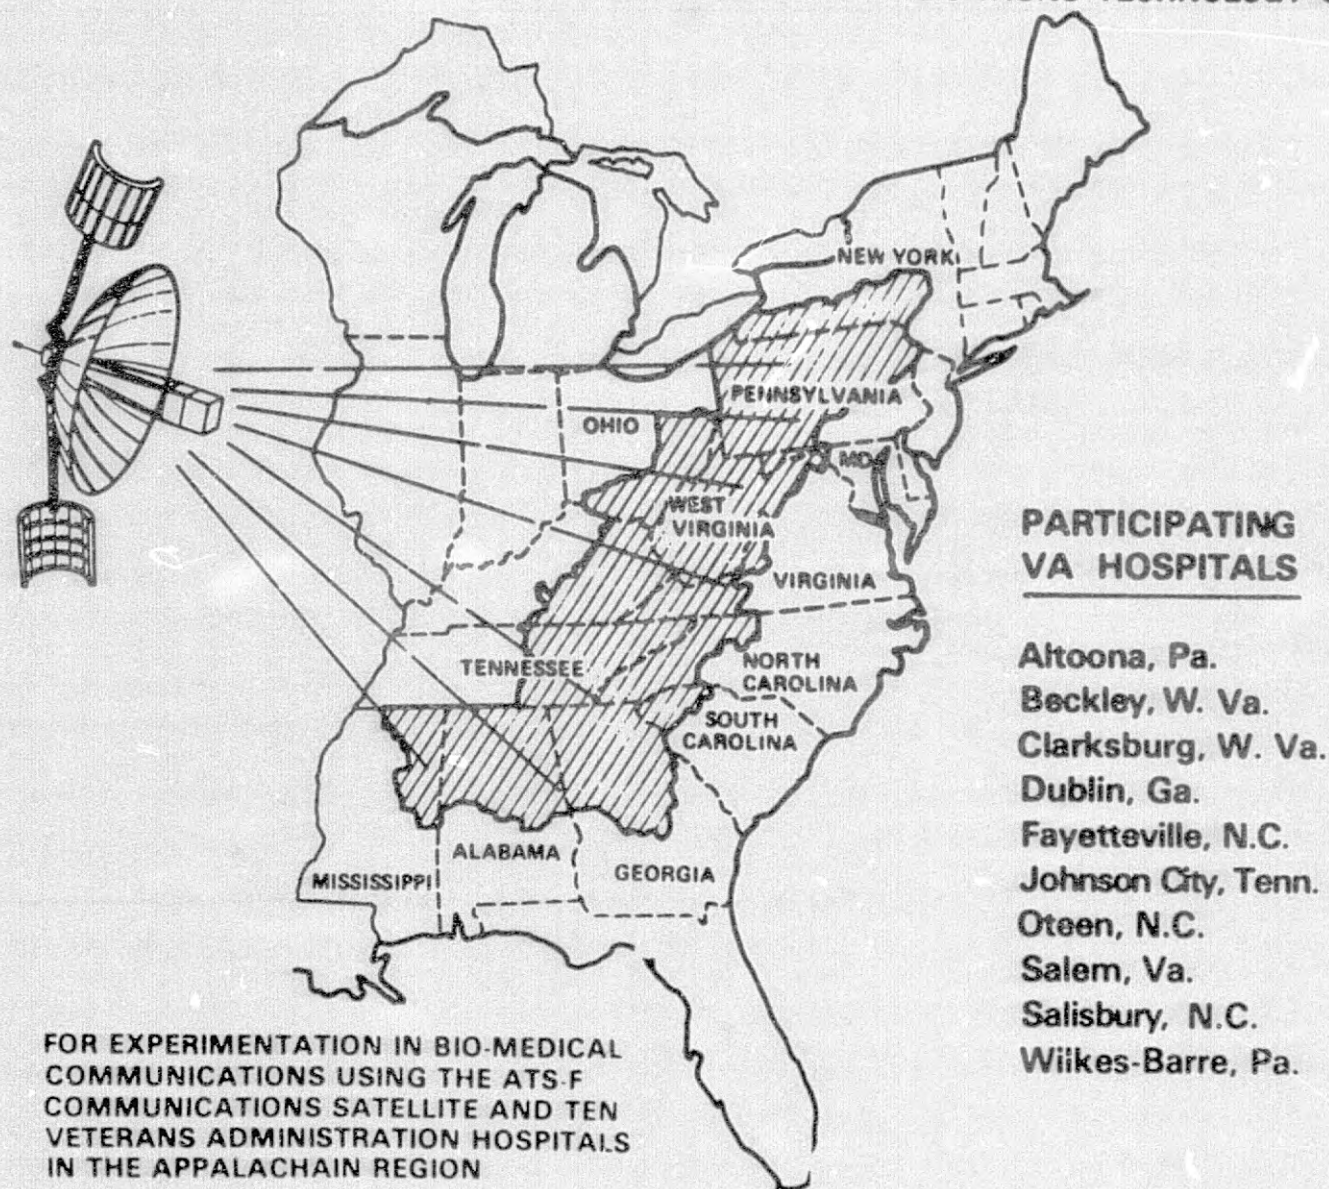 TECHNOLOGY
NEW YORK
PENNSYLVANIA
OHIO
MD.
WEST
VIRGINIA
VIRGINIA
TENNESSEE
NORTH
CAROLINA
SOUTH
CAROLINA
ALABAMA
MISSISSIPPI
GEORGIA
PARTICIPATING
VA HOSPITALS
Altoona, Pa.
Beckley, W. Va.
Clarksburg, W. Va.
Dublin, Ga.
Fayetteville, N.C.
Johnson City, Tenn.
Oteen, N.C.
Salem, Va.
Salisbury, N.C.
Wilkes-Barre, Pa.
FOR EXPERIMENTATION IN BIO-MEDICAL
COMMUNICATIONS USING THE ATS-F
COMMUNICATIONS SATELLITE AND TEN
VETERANS ADMINISTRATION HOSPITALS
IN THE APPALACHAIN REGION